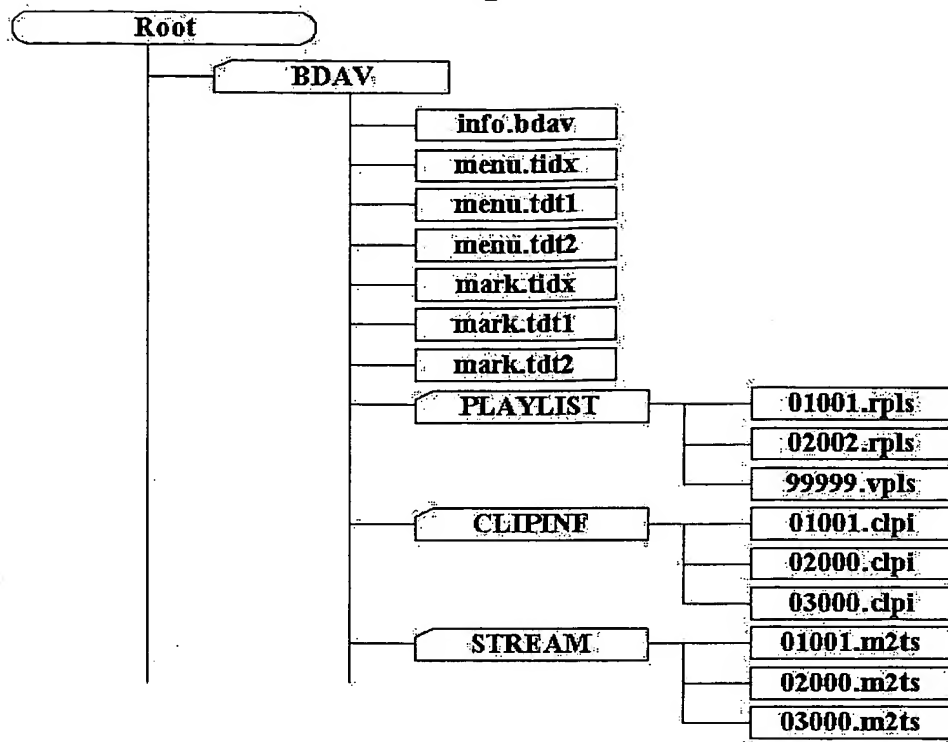 Root
BDAV
info.bdav
menu.tidx
menu.tdt1
menu.tdt2
mark.tidx
mark.tdt1
mark.tdt2
PLAYLIST
01001.rpls
02002.rpls
99999.vpls
CLIPINF
01001.clpi
02000.clpi
03000.clpi
STREAM
01001.m2ts
02000.m2ts
03000.m2ts